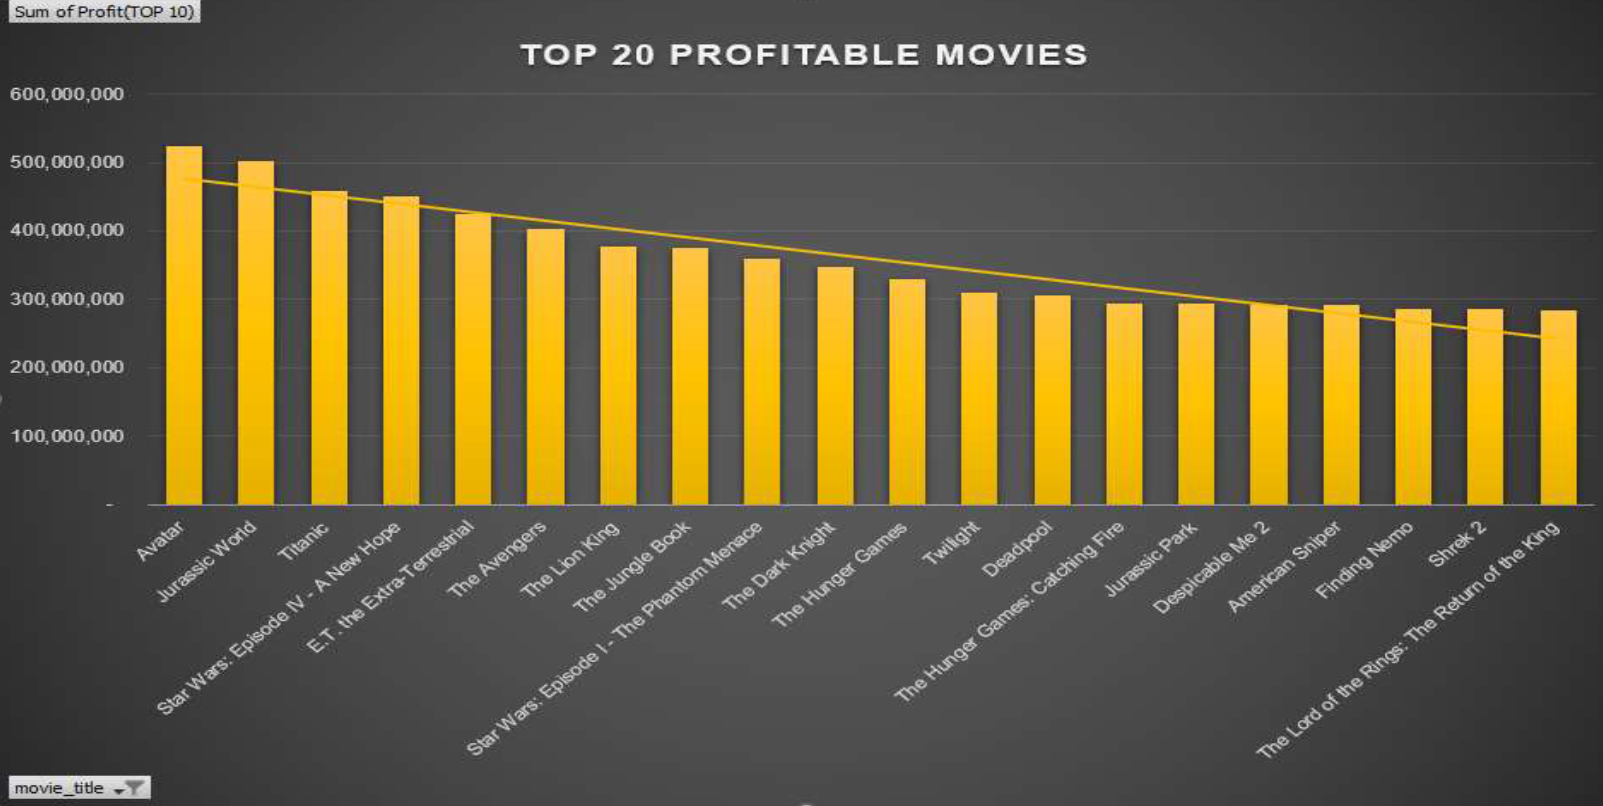 Sum of Profit(TOP 10)
TOP 20 PROFITABLE MOVIES
600,000,000
500,000,000
400,000,000
300,000,000
200,000,000
100,000,000
-
Avatar
Jurassic World
Titanic
Star Wars: Episode IV - A New Hope
E.T. the Extra-Terrestrial
The Avengers
The Lion King
The Jungle Book
Star Wars: Episode I - The Phantom Menace
The Dark Knight
The Hunger Games
Twilight
Deadpool
The Hunger Games: Catching Fire
Jurassic Park
Despicable Me 2
American Sniper
Finding Nemo
Shrek 2
The Lord of the Rings: The Return of the King
movie_title